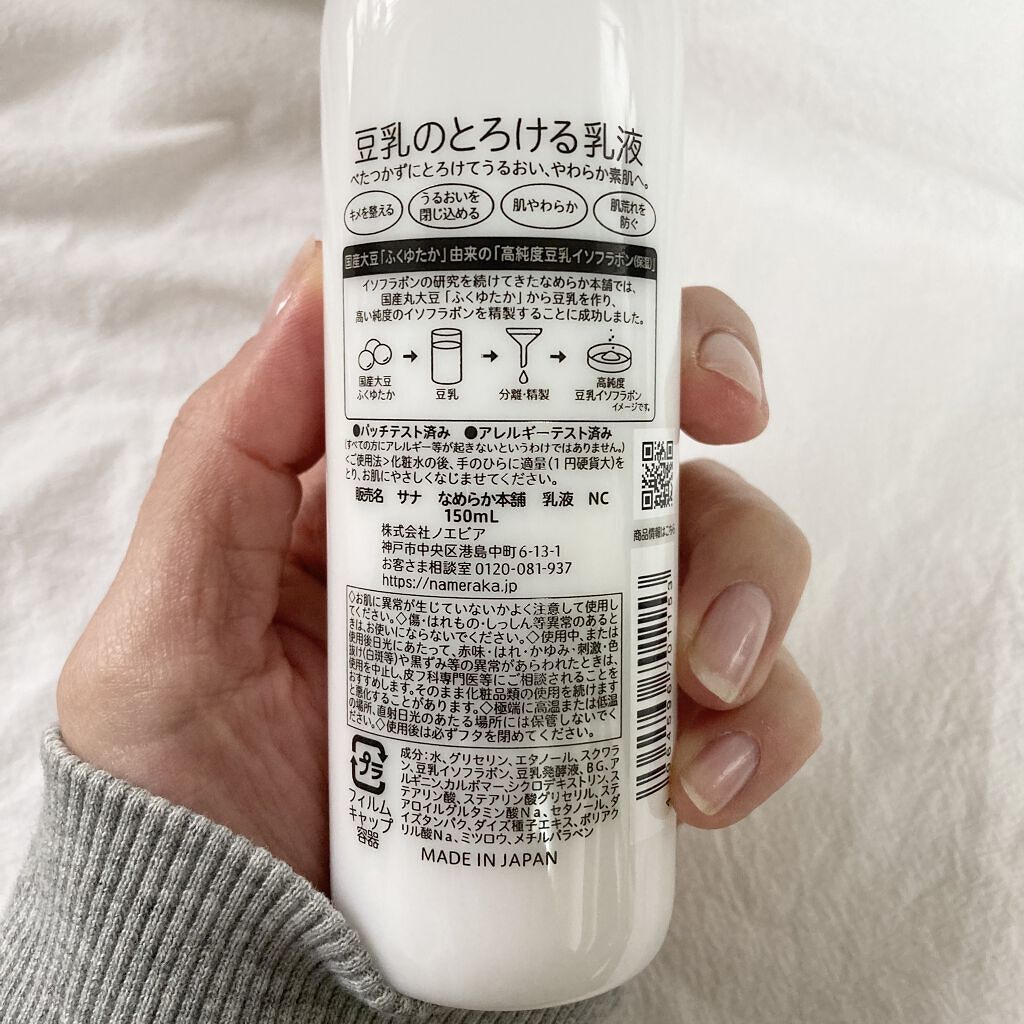 豆乳のとろける乳液
べたつかずにとろけてうるおい、やわらか素肌へ。
キメを整える
うるおいを
閉じ込める
肌やわらか
肌荒れを
防ぐ
国産大豆「ふくゆたか」由来の「高純度豆乳イソフラボン(保湿)」
イソフラボンの研究を続けてきたなめらか本舗では、
国産丸大豆「ふくゆたか」から豆乳を作り、
高い純度のイソフラボンを精製することに成功しました。
国産大豆
ふくゆたか
豆乳
分離・精製
高純度
豆乳イソフラボン
イメージです。
●パッチテスト済み ●アレルギーテスト済み
(すべての方にアレルギー等が起きないというわけではありません。)
<ご使用法>化粧水の後、手のひらに適量(1円硬貨大)を
とり、お肌にやさしくなじませてください。
販売名 サナ なめらか本舗 乳液 NC
150mL
株式会社ノエビア
神戸市中央区港島中町6-13-1
お客さま相談室 0120-081-937
https://nameraka.jp
商品情報はこちら
◇お肌に異常が生じていないかよく注意して使用し
てください。◇傷・はれもの・しっしん等異常のあると
きは、お使いにならないでください。◇使用中、または
使用後日光にあたって、赤味・はれ・かゆみ・刺激・色
抜け(白斑等)や黒ずみ等の異常があらわれたときは、
使用を中止し、皮フ科専門医等にご相談されることを
おすすめします。そのまま化粧品類の使用を続けます
と悪化することがあります。◇極端に高温または低温
の場所、直射日光のあたる場所には保管しないでく
ださい。◇使用後は必ずフタを閉めてください。
プラ
フィルム
キャップ
容器
成分:水、グリセリン、エタノール、スクワラ
ン、豆乳イソフラボン、豆乳発酵液、BG、ア
ルギニン、カルボマー、シクロデキストリン、ス
テアリン酸、ステアリン酸グリセリル、ステ
アロイルグルタミン酸Na、セタノール、ダ
イズタンパク、ダイズ種子エキス、ポリアク
リル酸Na、ミツロウ、メチルパラベン
MADE IN JAPAN